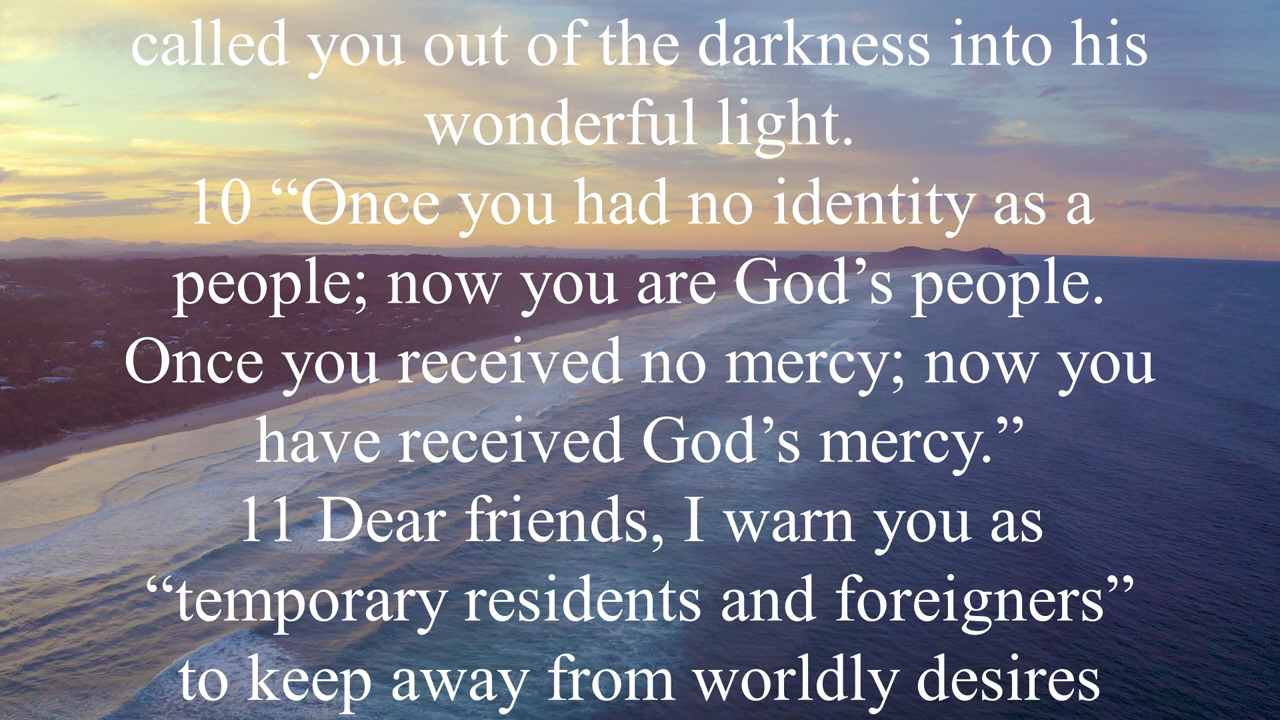 called you out of the darkness into his
wonderful light.
10 “Once you had no identity as a
people; now you are God’s people.
Once you received no mercy; now you
have received God’s mercy.”
11 Dear friends, I warn you as
“temporary residents and foreigners”
to keep away from worldly desires